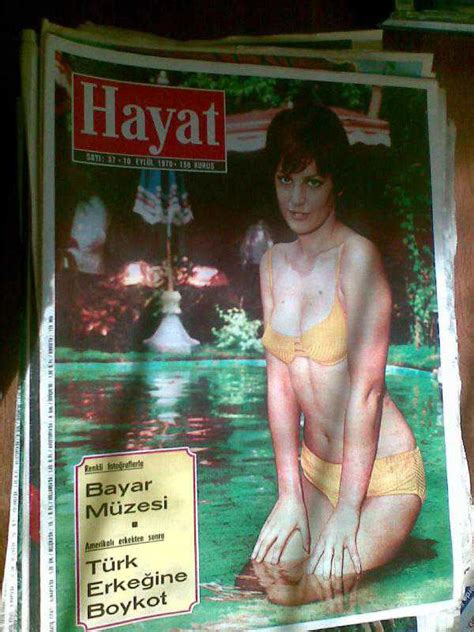 Hayat
SAYI: 37 - 10 EYLÜL 1970 - 150 KURUŞ
Renkli fotoğraflarla
Bayar
Müzesi
Amerikalı erkekten sonra
Türk
Erkeğine
Boykot